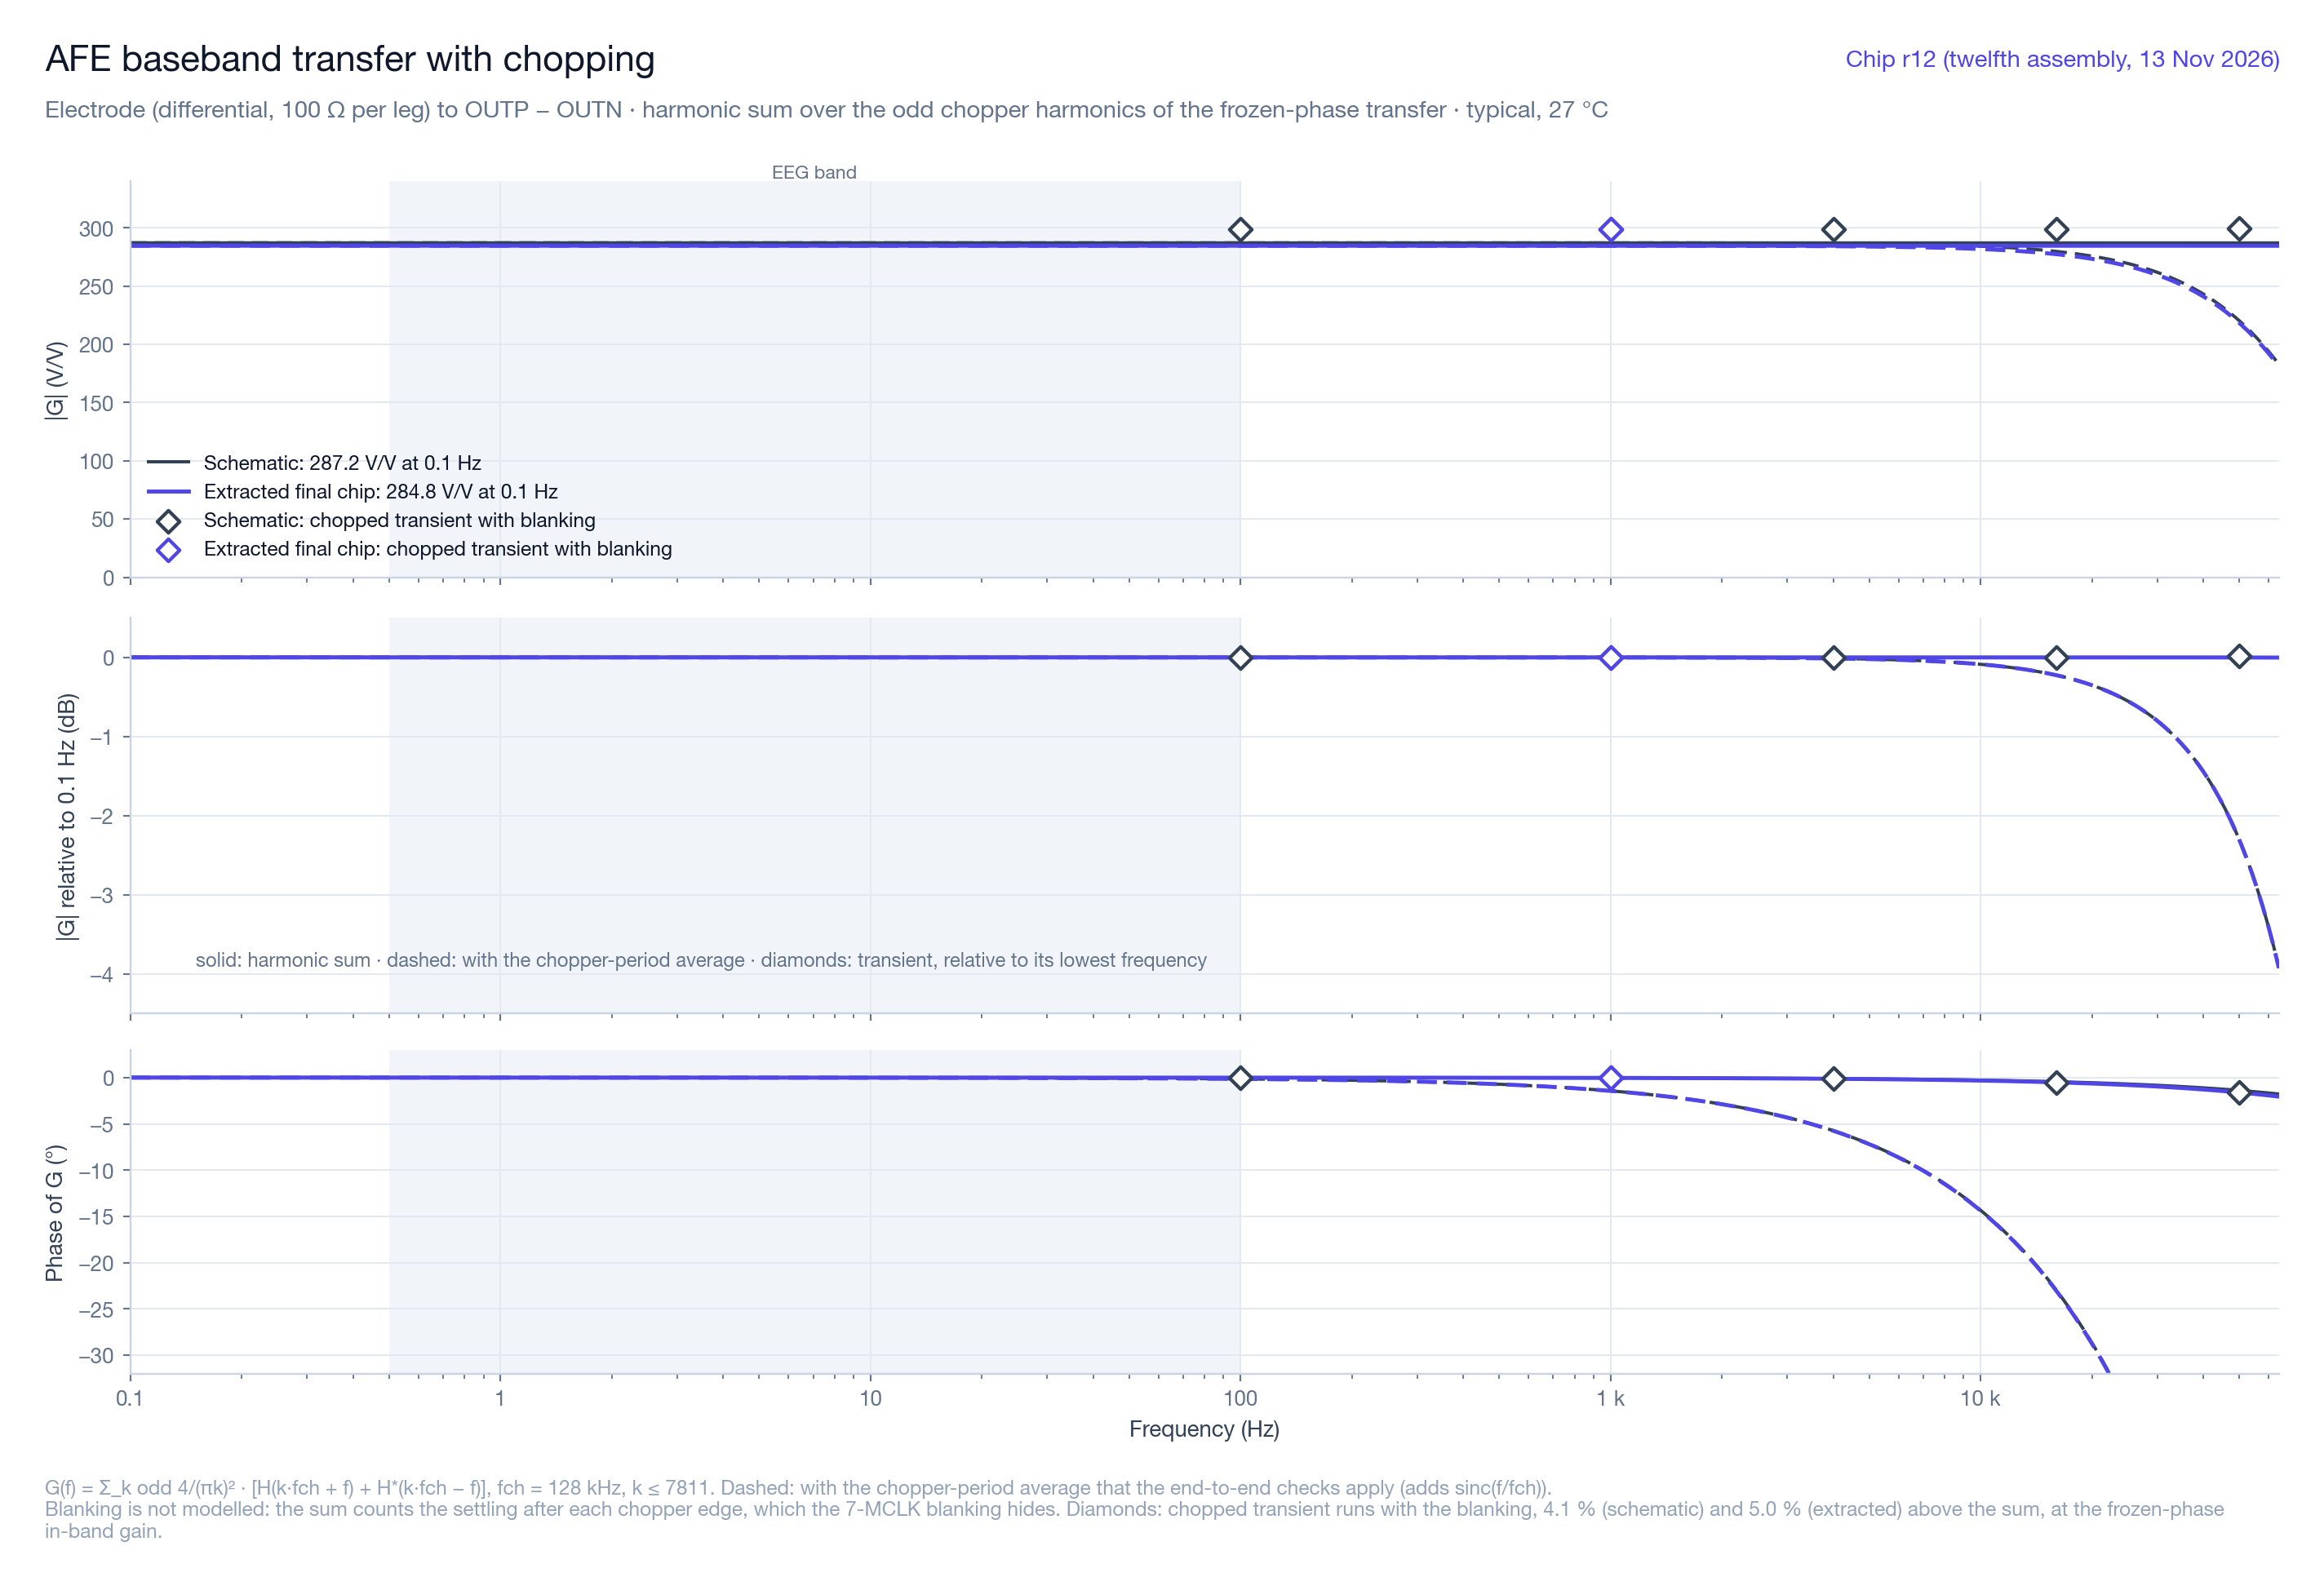 AFE baseband transfer with chopping
Chip r12 (twelfth assembly, 13 Nov 2026)
Electrode (differential, 100 Ω per leg) to OUTP − OUTN · harmonic sum over the odd chopper harmonics of the frozen-phase transfer · typical, 27 °C
EEG band
300
250
200
150
100
50
0
|G| (V/V)
Schematic: 287.2 V/V at 0.1 Hz
Extracted final chip: 284.8 V/V at 0.1 Hz
Schematic: chopped transient with blanking
Extracted final chip: chopped transient with blanking
0
−1
−2
−3
−4
|G| relative to 0.1 Hz (dB)
solid: harmonic sum · dashed: with the chopper-period average · diamonds: transient, relative to its lowest frequency
0
−5
−10
−15
−20
−25
−30
Phase of G (°)
0.1
1
10
100
1 k
10 k
Frequency (Hz)
G(f) = Σ_k odd 4/(πk)² · [H(k·fch + f) + H*(k·fch − f)], fch = 128 kHz, k ≤ 7811. Dashed: with the chopper-period average that the end-to-end checks apply (adds sinc(f/fch)).
Blanking is not modelled: the sum counts the settling after each chopper edge, which the 7-MCLK blanking hides. Diamonds: chopped transient runs with the blanking, 4.1 % (schematic) and 5.0 % (extracted) above the sum, at the frozen-phase
in-band gain.